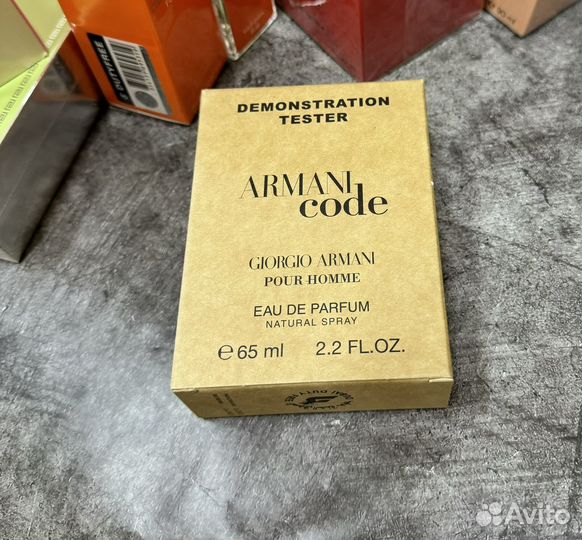 E DUTYFREE
DEMONSTRATION
TESTER
ARMANI
code
GIORGIO ARMANI
POUR HOMME
EAU DE PARFUM
NATURAL SPRAY
e 65 ml 2.2 FL.OZ.
Avito